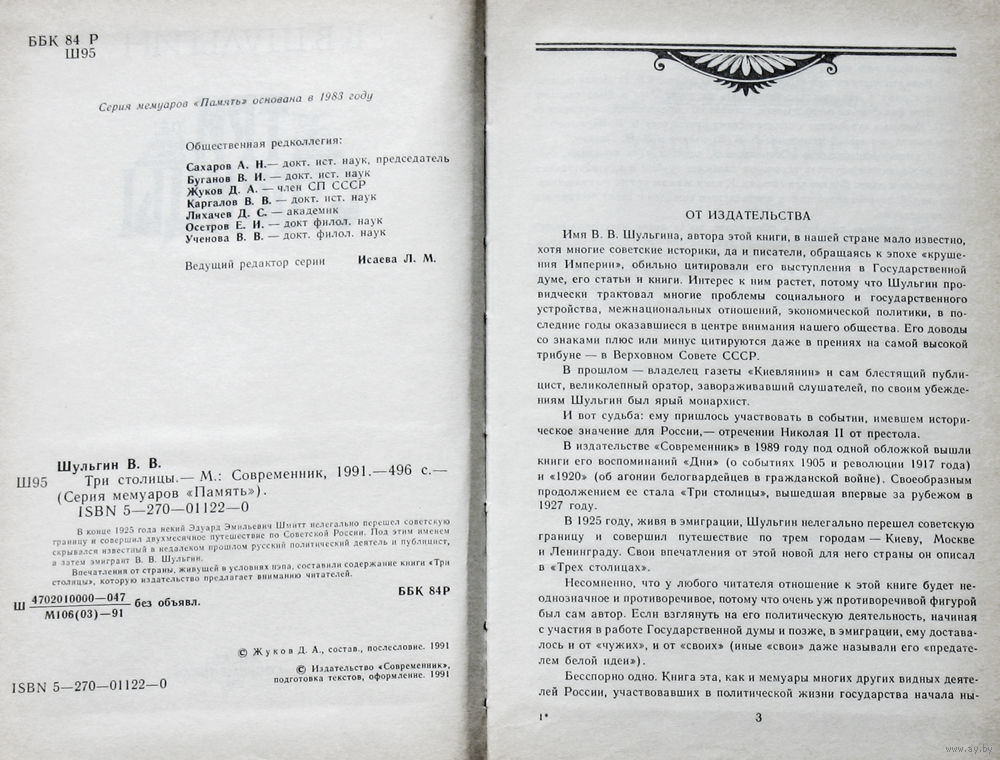 ББК 84 Р
Ш95
Серия мемуаров «Память» основана в 1983 году
Общественная редколлегия:
Сахаров А. Н.— докт. ист. наук, председатель
Буганов В. И.— докт. ист. наук
Жуков Д. А.— член СП СССР
Каргалов В. В.— докт. ист. наук
Лихачев Д. С.— академик
Осетров Е. И.— докт филол. наук
Ученова В. В.— докт. филол. наук
Ведущий редактор серии Исаева Л. М.
Шульгин В. В.
Ш95 Три столицы.— М.: Современник, 1991.—496 с.—
(Серия мемуаров «Память»).
ISBN 5—270—01122—0
В конце 1925 года некий Эдуард Эмильевич Шмитт нелегально перешел советскую
границу и совершил двухмесячное путешествие по Советской России. Под этим именем
скрывался известный в недалеком прошлом русский политический деятель и публицист,
а затем эмигрант В. В. Шульгин.
Впечатления от страны, живущей в условиях нэпа, составили содержание книги «Три
столицы», которую издательство предлагает вниманию читателей.
Ш 4702010000—047 без объявл.
М106(03)—91
ББК 84Р
© Жуков Д. А., состав., послесловие. 1991
© Издательство «Современник»,
подготовка текстов, оформление. 1991
ISBN 5—270—01122—0
ОТ ИЗДАТЕЛЬСТВА
Имя В. В. Шульгина, автора этой книги, в нашей стране мало известно,
хотя многие советские историки, да и писатели, обращаясь к эпохе «круше-
ния Империи», обильно цитировали его выступления в Государственной
думе, его статьи и книги. Интерес к ним растет, потому что Шульгин про-
видчески трактовал многие проблемы социального и государственного
устройства, межнациональных отношений, экономической политики, в по-
следние годы оказавшиеся в центре внимания нашего общества. Его доводы
со знаками плюс или минус цитируются даже в прениях на самой высокой
трибуне — в Верховном Совете СССР.
В прошлом — владелец газеты «Киевлянин» и сам блестящий публи-
цист, великолепный оратор, завораживавший слушателей, по своим убежде-
ниям Шульгин был ярый монархист.
И вот судьба: ему пришлось участвовать в событии, имевшем истори-
ческое значение для России,— отречении Николая II от престола.
В издательстве «Современник» в 1989 году под одной обложкой вышли
книги его воспоминаний «Дни» (о событиях 1905 и революции 1917 года)
и «1920» (об агонии белогвардейцев в гражданской войне). Своеобразным
продолжением ее стала «Три столицы», вышедшая впервые за рубежом в
1927 году.
В 1925 году, живя в эмиграции, Шульгин нелегально перешел советскую
границу и совершил путешествие по трем городам — Киеву, Москве
и Ленинграду. Свои впечатления от этой новой для него страны он описал
в «Трех столицах».
Несомненно, что у любого читателя отношение к этой книге будет не-
однозначное и противоречивое, потому что очень уж противоречивой фигурой
был сам автор. Если взглянуть на его политическую деятельность, начиная
с участия в работе Государственной думы и позже, в эмиграции, ему достава-
лось и от «чужих», и от «своих» (иные «свои» даже называли его «предате-
лем белой идеи»).
Бесспорно одно. Книга эта, как и мемуары многих других видных деяте-
лей России, участвовавших в политической жизни государства начала ны-
1*
3
www.ay.by